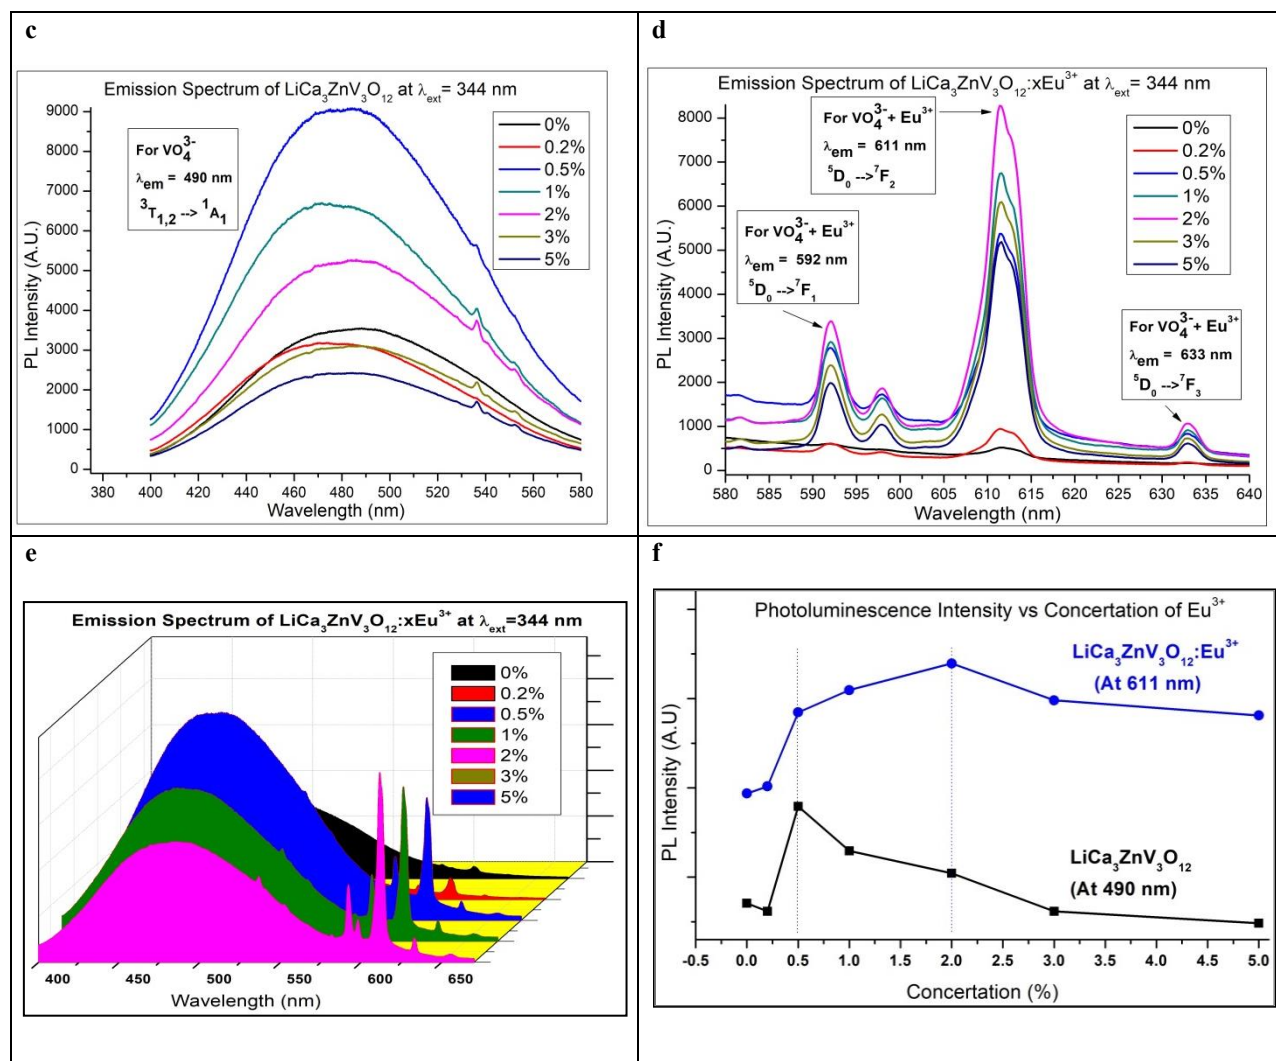 c
Emission Spectrum of LiCa₃ZnV₃O₁₂ at λext= 344 nm
9000
8000
7000
6000
5000
4000
3000
2000
1000
0
PL Intensity (A.U.)
For VO₄³⁻
λem = 490 nm
³T₁,₂ --> ¹A₁
0%
0.2%
0.5%
1%
2%
3%
5%
380 400 420 440 460 480 500 520 540 560 580
Wavelength (nm)
d
Emission Spectrum of LiCa₃ZnV₃O₁₂:xEu³⁺ at λext= 344 nm
8000
7000
6000
5000
4000
3000
2000
1000
0
PL Intensity (A.U.)
For VO₄³⁻+ Eu³⁺
λem = 611 nm
⁵D₀ -->⁷F₂
For VO₄³⁻+ Eu³⁺
λem = 592 nm
⁵D₀ -->⁷F₁
For VO₄³⁻+ Eu³⁺
λem = 633 nm
⁵D₀ -->⁷F₃
0%
0.2%
0.5%
1%
2%
3%
5%
580 585 590 595 600 605 610 615 620 625 630 635 640
Wavelength (nm)
e
Emission Spectrum of LiCa₃ZnV₃O₁₂:xEu³⁺ at λext=344 nm
0%
0.2%
0.5%
1%
2%
3%
5%
400 450 500 550 600 650
Wavelength (nm)
f
Photoluminescence Intensity vs Concertation of Eu³⁺
PL Intensity (A.U)
LiCa₃ZnV₃O₁₂:Eu³⁺
(At 611 nm)
LiCa₃ZnV₃O₁₂
(At 490 nm)
-0.5 0.0 0.5 1.0 1.5 2.0 2.5 3.0 3.5 4.0 4.5 5.0
Concertation (%)